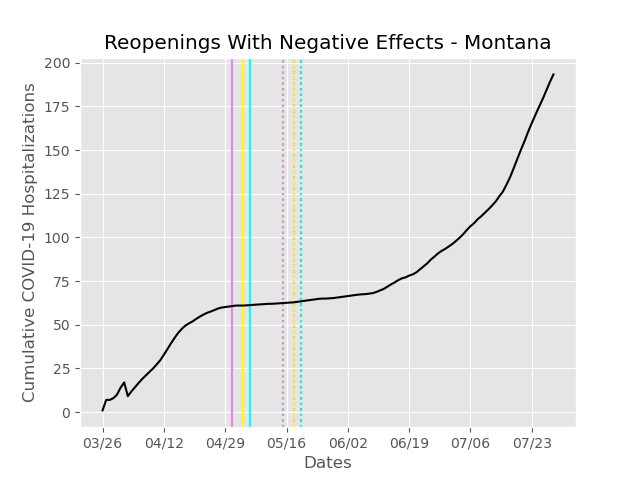 Reopenings With Negative Effects - Montana
Cumulative COVID-19 Hospitalizations
200
175
150
125
100
75
50
25
0
03/26 04/12 04/29 05/16 06/02 06/19 07/06 07/23
Dates